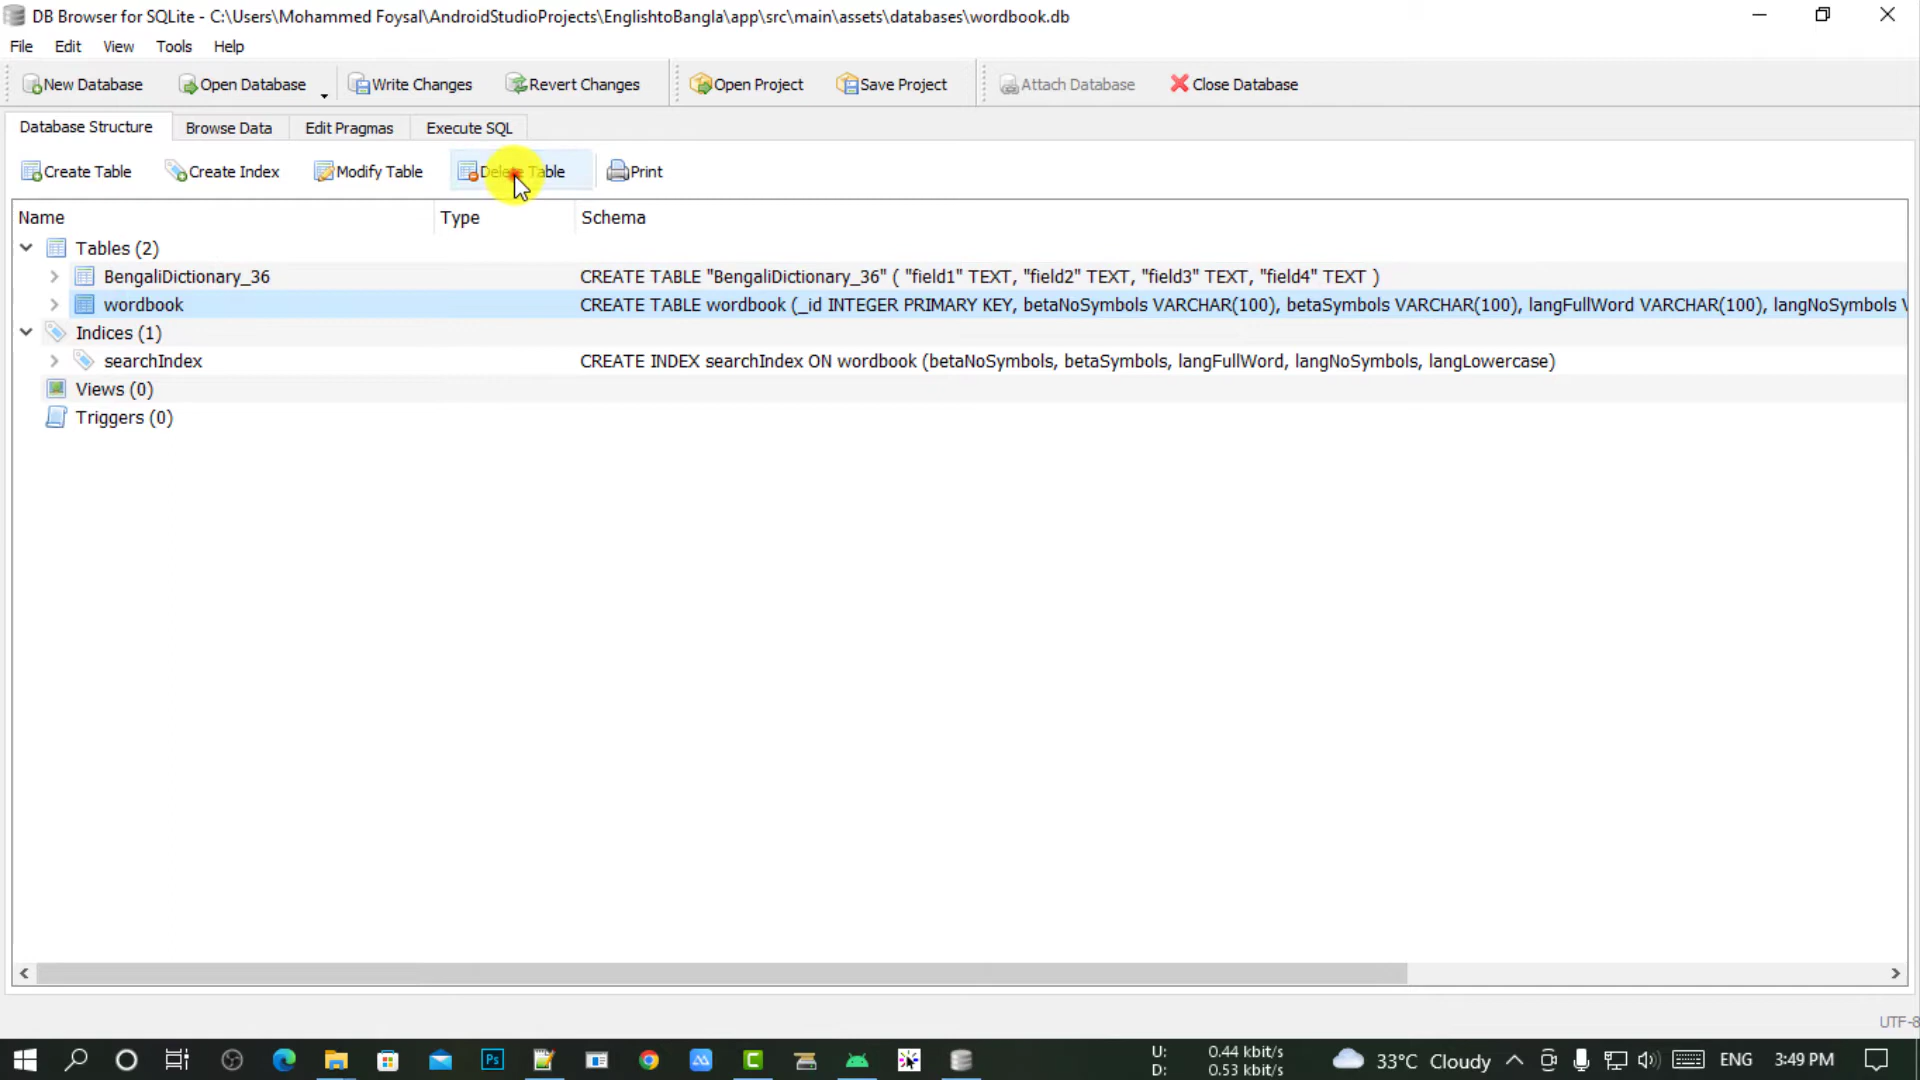 DB Browser for SQLite - C:\Users\Mohammed Foysal\AndroidStudioProjects\EnglishtoBangla\app\src\main\assets\databases\wordbook.db
File Edit View Tools Help
New Database Open Database Write Changes Revert Changes Open Project Save Project Attach Database Close Database
Database Structure Browse Data Edit Pragmas Execute SQL
Create Table Create Index Modify Table Delete Table Print
Name Type Schema
Tables (2)
BengaliDictionary_36 CREATE TABLE "BengaliDictionary_36" ( "field1" TEXT, "field2" TEXT, "field3" TEXT, "field4" TEXT )
wordbook CREATE TABLE wordbook (_id INTEGER PRIMARY KEY, betaNoSymbols VARCHAR(100), betaSymbols VARCHAR(100), langFullWord VARCHAR(100), langNoSymbols V
Indices (1)
searchIndex CREATE INDEX searchIndex ON wordbook (betaNoSymbols, betaSymbols, langFullWord, langNoSymbols, langLowercase)
Views (0)
Triggers (0)
UTF-8
Ps C U: 0.44 kbit/s 33°C Cloudy ENG 3:49 PM
D: 0.53 kbit/s